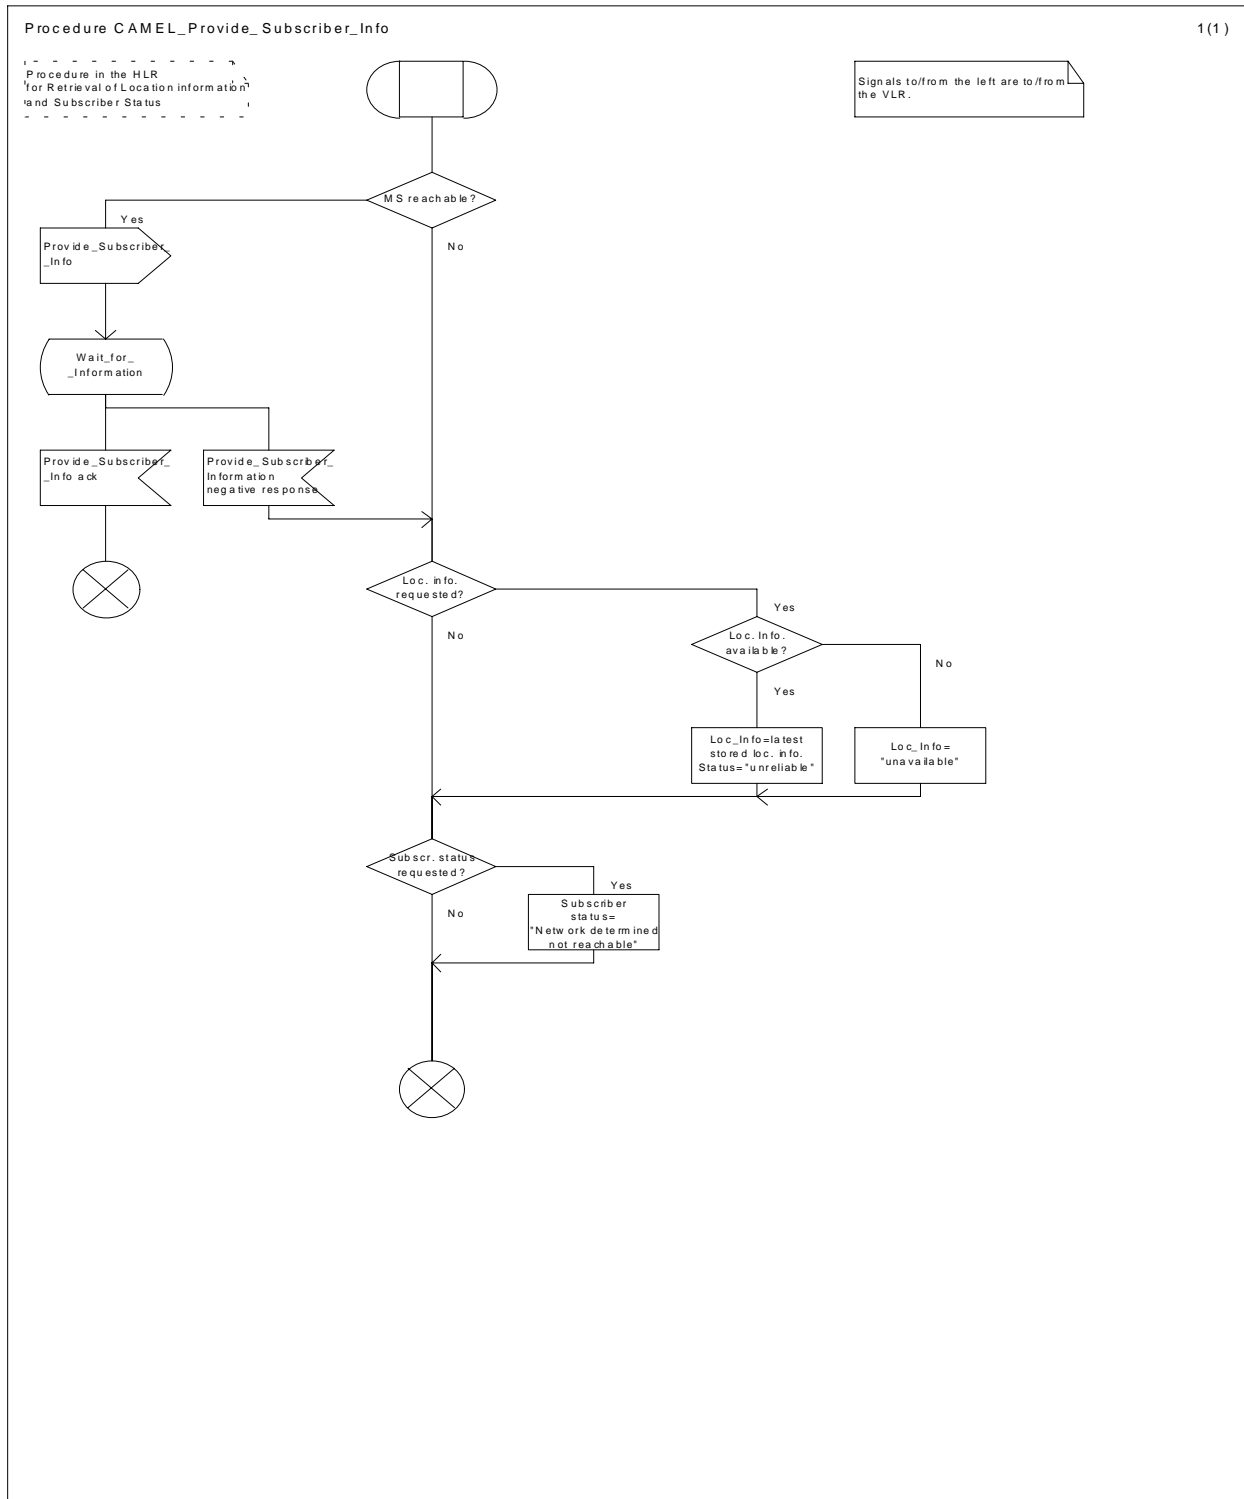 Procedure CAMEL_Provide_Subscriber_Info
1(1)
Procedure in the HLR
for Retrieval of Location information
and Subscriber Status
Signals to/from the left are to/from
the VLR.
MS reachable?
Yes
No
Provide_Subscriber_
_Info
Wait_for_
_Information
Provide_Subscriber_
_Info ack
Provide_Subscriber_
Information
negative response
Loc. info.
requested?
Yes
No
Loc. Info.
available?
No
Yes
Loc_Info=latest
stored loc. info.
Status="unreliable"
Loc_Info=
"unavailable"
Subscr. status
requested?
Yes
No
Subscriber
status=
"Network determined
not reachable"